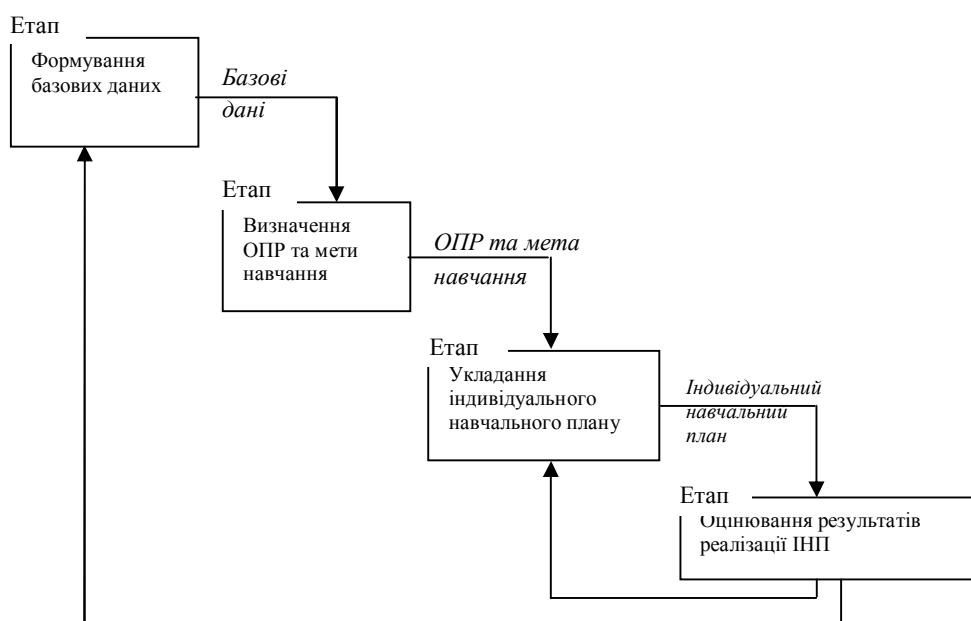 Етап
Формування
базових даних
Базові
дані
Етап
Визначення
ОПР та мети
навчання
ОПР та мета
навчання
Етап
Укладання
індивідуального
навчального плану
Індивідуальний
навчальний
план
Етап
Оцінювання результатів
реалізації ІНП